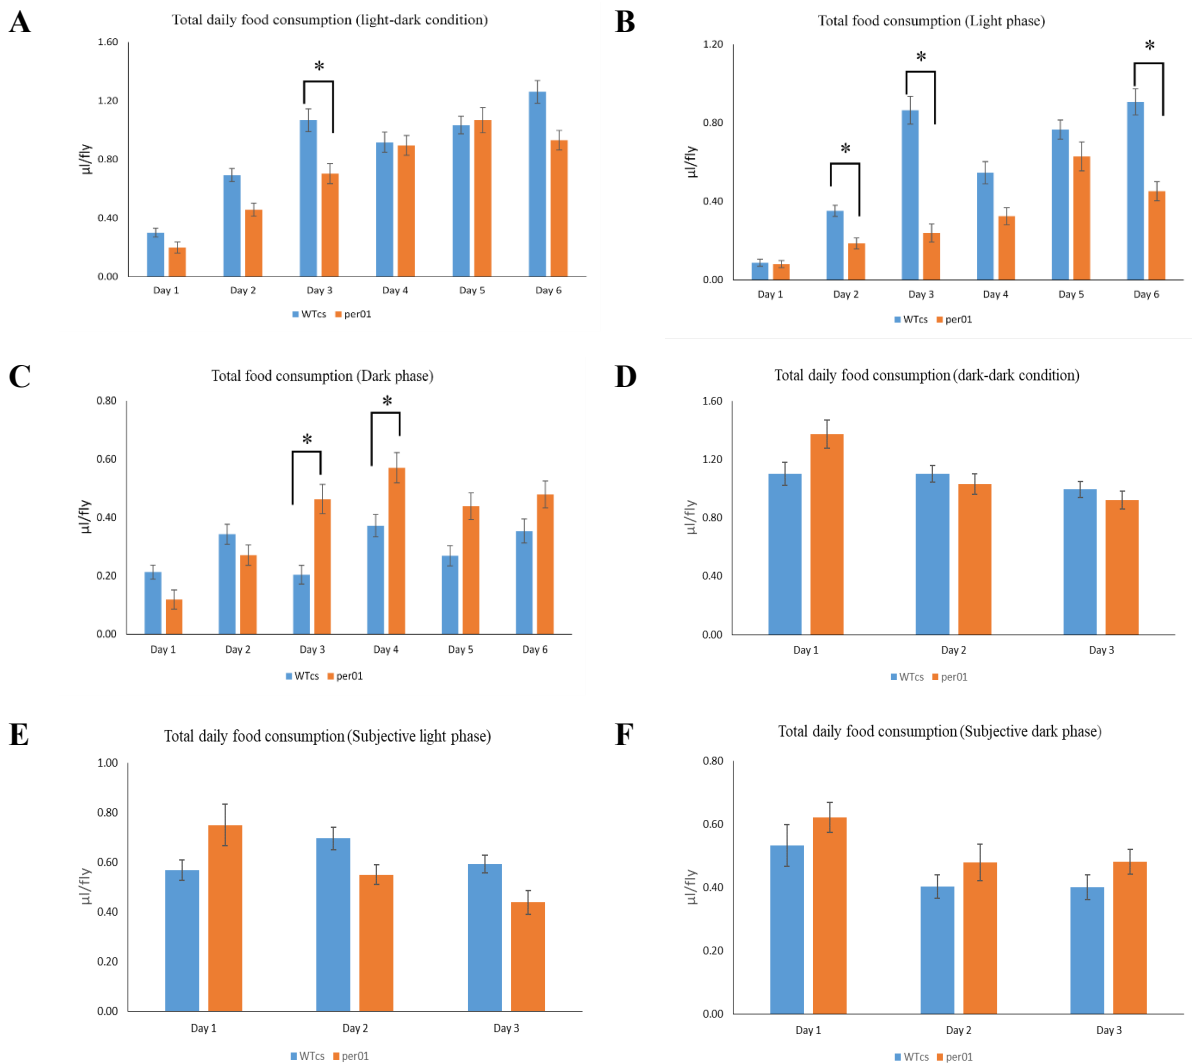 A
Total daily food consumption (light-dark condition)
1.60
1.20
0.80
0.40
0.00
µl/fly
*
Day 1 Day 2 Day 3 Day 4 Day 5 Day 6
WTcs per01
B
Total food consumption (Light phase)
1.20
0.80
0.40
0.00
µl/fly
*
*
*
Day 1 Day 2 Day 3 Day 4 Day 5 Day 6
WTcs per01
C
Total food consumption (Dark phase)
0.80
0.60
0.40
0.20
0.00
µl/fly
*
*
Day 1 Day 2 Day 3 Day 4 Day 5 Day 6
WTcs per01
D
Total daily food consumption (dark-dark condition)
1.60
1.20
0.80
0.40
0.00
µl/fly
Day 1 Day 2 Day 3
WTcs per01
E
Total daily food consumption (Subjective light phase)
1.00
0.80
0.60
0.40
0.20
0.00
µl/fly
Day 1 Day 2 Day 3
WTcs per01
F
Total daily food consumption (Subjective dark phase)
0.80
0.60
0.40
0.20
0.00
µl/fly
Day 1 Day 2 Day 3
WTcs per01